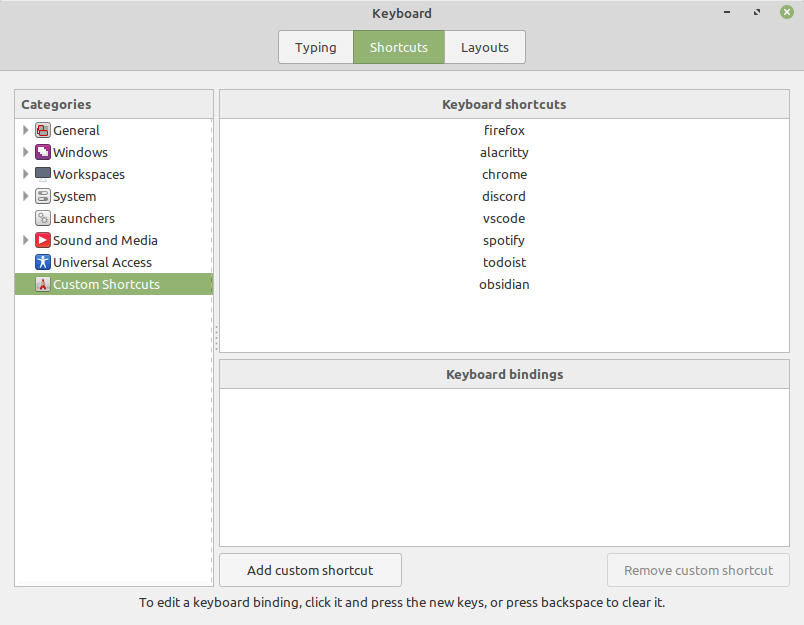 Keyboard
Typing Shortcuts Layouts
Categories
General
Windows
Workspaces
System
Launchers
Sound and Media
Universal Access
Custom Shortcuts
Keyboard shortcuts
firefox
alacritty
chrome
discord
vscode
spotify
todoist
obsidian
Keyboard bindings
Add custom shortcut Remove custom shortcut
To edit a keyboard binding, click it and press the new keys, or press backspace to clear it.